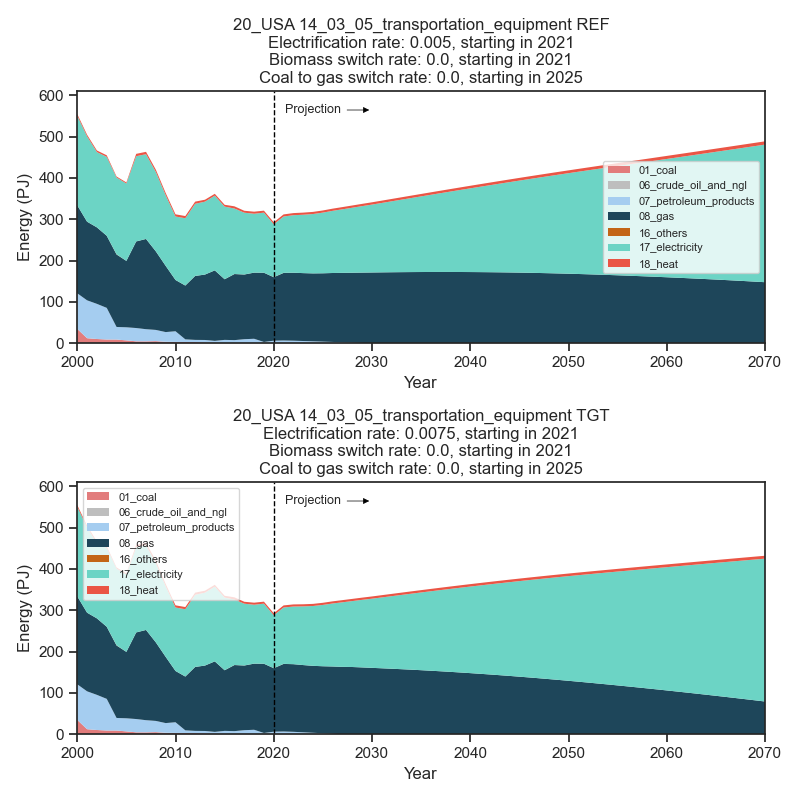 20_USA 14_03_05_transportation_equipment REF
Electrification rate: 0.005, starting in 2021
Biomass switch rate: 0.0, starting in 2021
Coal to gas switch rate: 0.0, starting in 2025
Projection
600
500
400
300
200
100
0
Energy (PJ)
01_coal
06_crude_oil_and_ngl
07_petroleum_products
08_gas
16_others
17_electricity
18_heat
2000 2010 2020 2030 2040 2050 2060 2070
Year
20_USA 14_03_05_transportation_equipment TGT
Electrification rate: 0.0075, starting in 2021
Biomass switch rate: 0.0, starting in 2021
Coal to gas switch rate: 0.0, starting in 2025
Projection
600
500
400
300
200
100
0
Energy (PJ)
01_coal
06_crude_oil_and_ngl
07_petroleum_products
08_gas
16_others
17_electricity
18_heat
2000 2010 2020 2030 2040 2050 2060 2070
Year